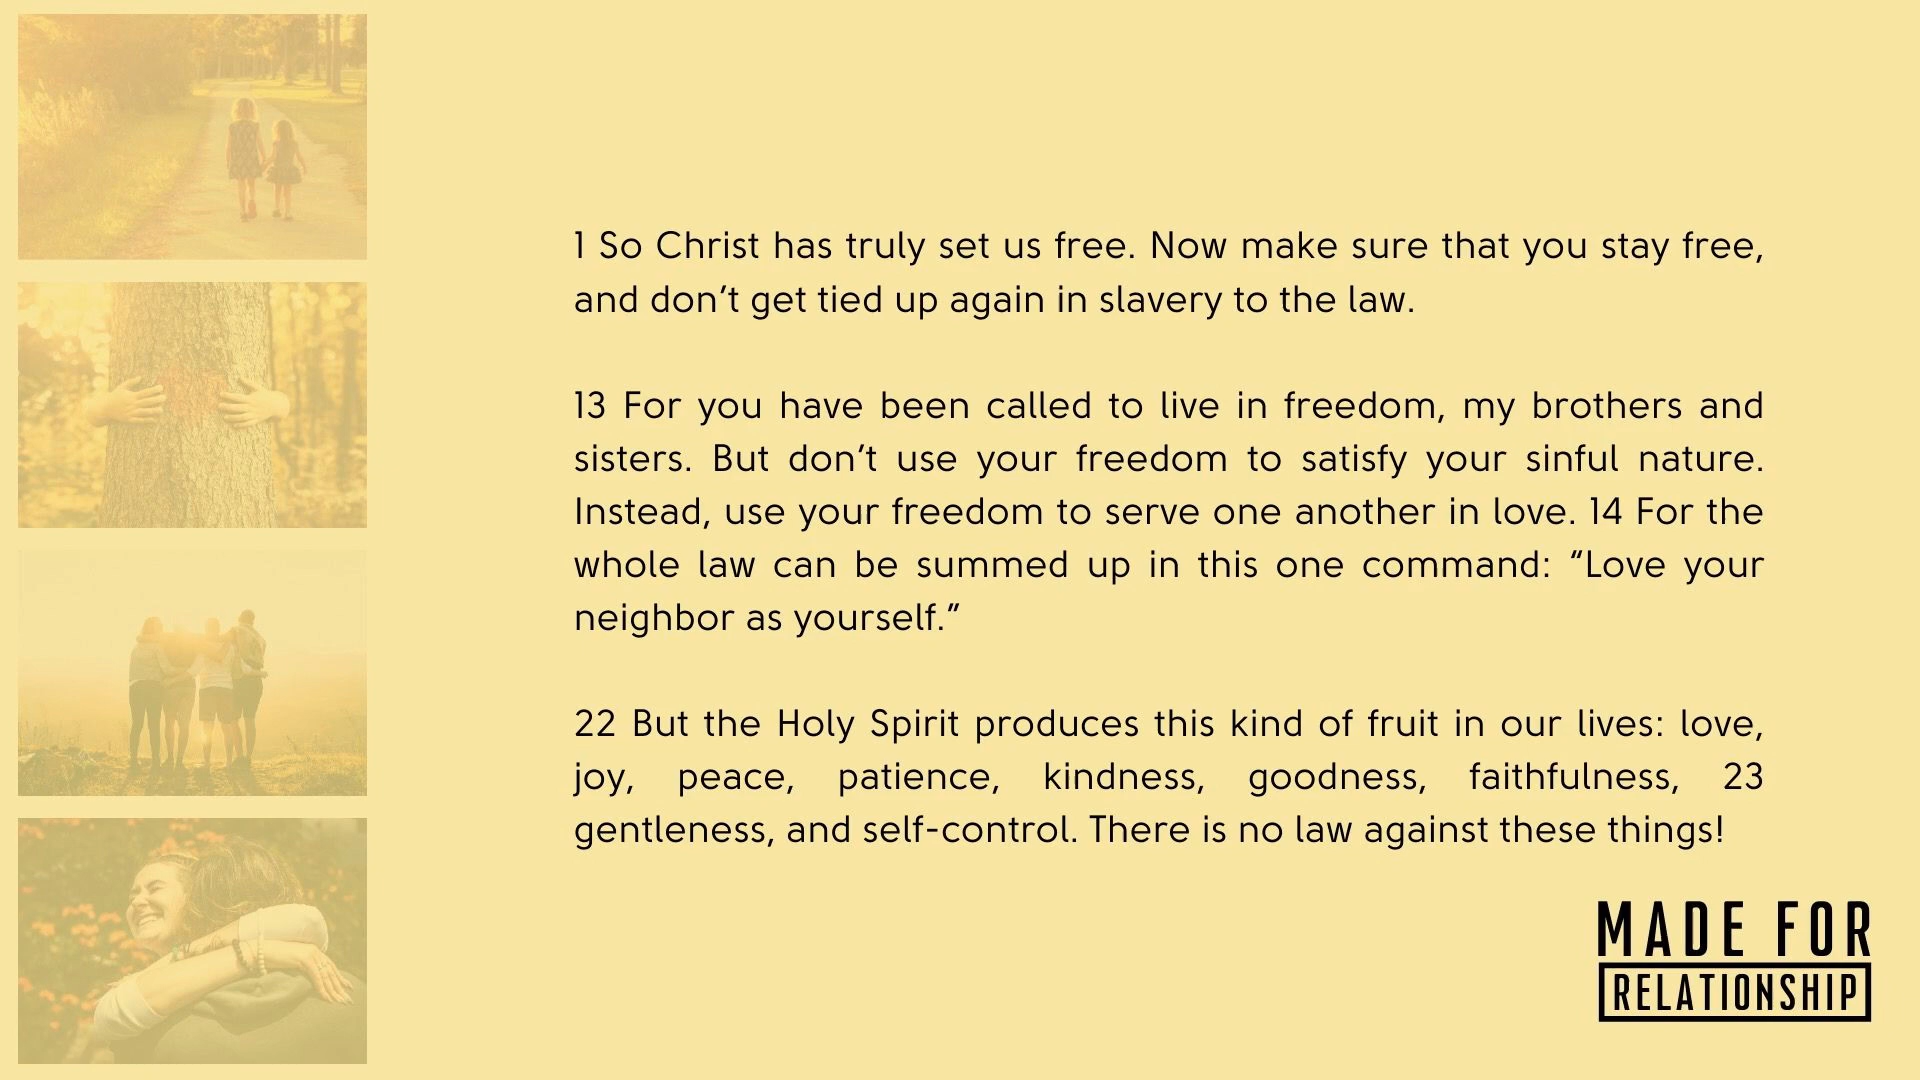 1 So Christ has truly set us free. Now make sure that you stay free,
and don’t get tied up again in slavery to the law.
13 For you have been called to live in freedom, my brothers and
sisters. But don’t use your freedom to satisfy your sinful nature.
Instead, use your freedom to serve one another in love. 14 For the
whole law can be summed up in this one command: “Love your
neighbor as yourself.”
22 But the Holy Spirit produces this kind of fruit in our lives: love,
joy, peace, patience, kindness, goodness, faithfulness, 23
gentleness, and self-control. There is no law against these things!
MADE FOR
RELATIONSHIP